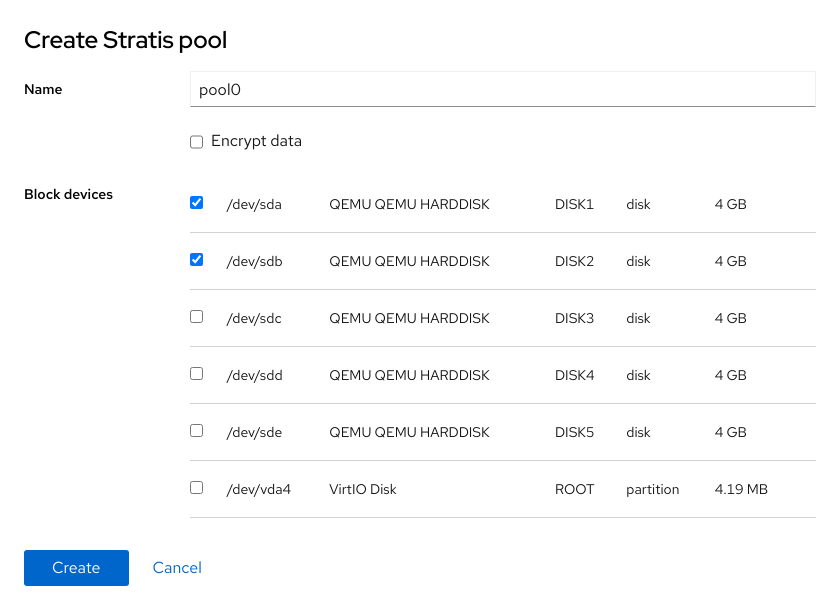 Create Stratis pool
Name pool0
Encrypt data
Block devices
/dev/sda QEMU QEMU HARDDISK DISK1 disk 4 GB
/dev/sdb QEMU QEMU HARDDISK DISK2 disk 4 GB
/dev/sdc QEMU QEMU HARDDISK DISK3 disk 4 GB
/dev/sdd QEMU QEMU HARDDISK DISK4 disk 4 GB
/dev/sde QEMU QEMU HARDDISK DISK5 disk 4 GB
/dev/vda4 VirtIO Disk ROOT partition 4.19 MB
Create Cancel